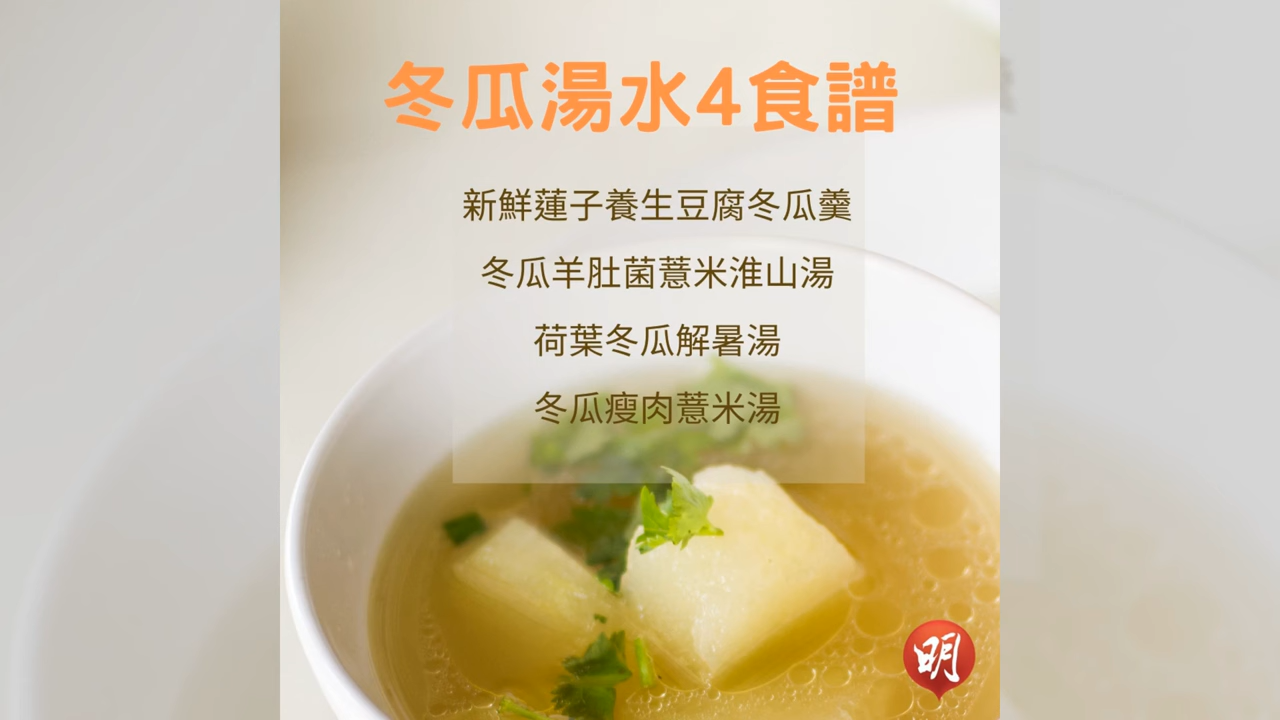 冬瓜湯水4食譜
新鮮蓮子養生豆腐冬瓜羹
冬瓜羊肚菌薏米淮山湯
荷葉冬瓜解暑湯
冬瓜瘦肉薏米湯
明